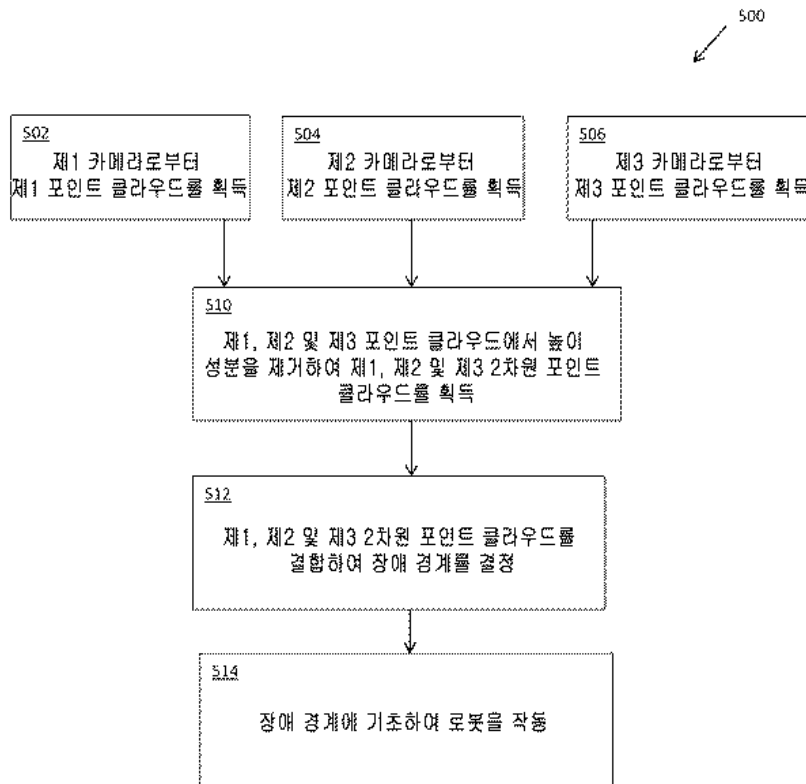 500
502
제1 카메라로부터
제1 포인트 클라우드를 획득
504
제2 카메라로부터
제2 포인트 클라우드를 획득
506
제3 카메라로부터
제3 포인트 클라우드를 획득
510
제1, 제2 및 제3 포인트 클라우드에서 높이
성분을 제거하여 제1, 제2 및 제3 2차원 포인트
클라우드를 획득
512
제1, 제2 및 제3 2차원 포인트 클라우드를
결합하여 장애 경계를 결정
514
장애 경계에 기초하여 로봇을 작동